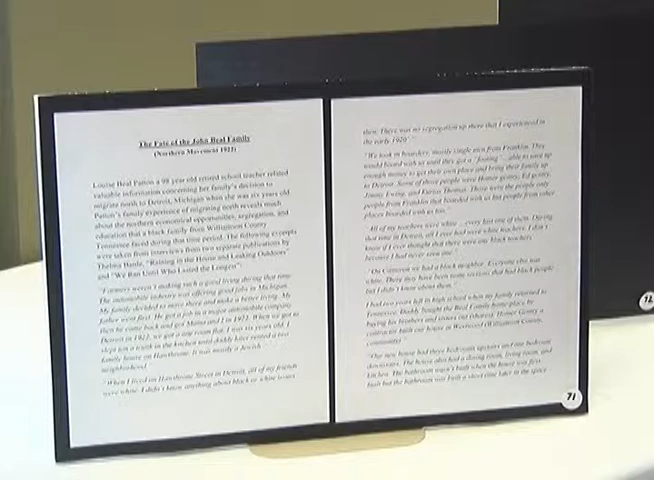 The Fate of the John Beal Family
(Northern Movement 1922)
Louise Beal Patton a 98 year old retired school teacher related
valuable information concerning her family's decision to
migrate north to Detroit, Michigan when she was six years old.
Patton's family experience of migrating north reveals much
about the northern economical opportunities, segregation, and
education that a black family from Williamson County
Tennessee faced during that time period. The following excerpts
were taken from interviews from two separate publications by
Thelma Battle, "Raining in the House and Leaking Outdoors"
and "We Ran Until Who Lasted the Longest":
"Farmers weren't making such a good living during that time.
The automobile industry was offering good jobs in Michigan.
My family decided to move there and make a better living. My
father went first. He got a job in a major automobile company
then he came back and got Mama and I in 1922. When we got to
Detroit in 1922, we got a one room flat. I was six years old. I
slept on a trunk in the kitchen until daddy later rented a two
family house on Hawthorne. It was mostly a Jewish
neighborhood."
"When I lived on Hawthorne Street in Detroit, all of my friends
were white. I didn't know anything about black or white issues
then. There was no segregation up there that I experienced in
the early 1920'."
"We took in boarders, mostly single men from Franklin. They
would board with us until they got a "footing"...able to save up
enough money to get their own place and bring their family up
to Detroit. Some of those people were Homer Gentry, Ed Gentry,
Jimmy Ewing, and Darius Thomas. Those were the only
people from Franklin that boarded with us but people from other
places boarded with us too."
"All of my teachers were white ... every last one of them. During
that time in Detroit, all I ever had were white teachers. I don't
know if I ever thought that there were any black teachers
because I had never seen one."
"On Cameron we had a black neighbor. Everyone else was
white. There may have been some sections that had black people
but I didn't know about them."
I had two years left in high school when my family returned to
Tennessee. Daddy bought the Beal Family home-place by
buying his brothers and sisters out (shares). Homer Gentry, a
contractor built our house in Westwood (Williamson County
community)
"Our new house had three bedrooms upstairs and one bedroom
downstairs. The house also had a dining room, living room, and
kitchen. The bathroom wasn't built when the house was first
built but the bathroom was built a short time later in the space
71